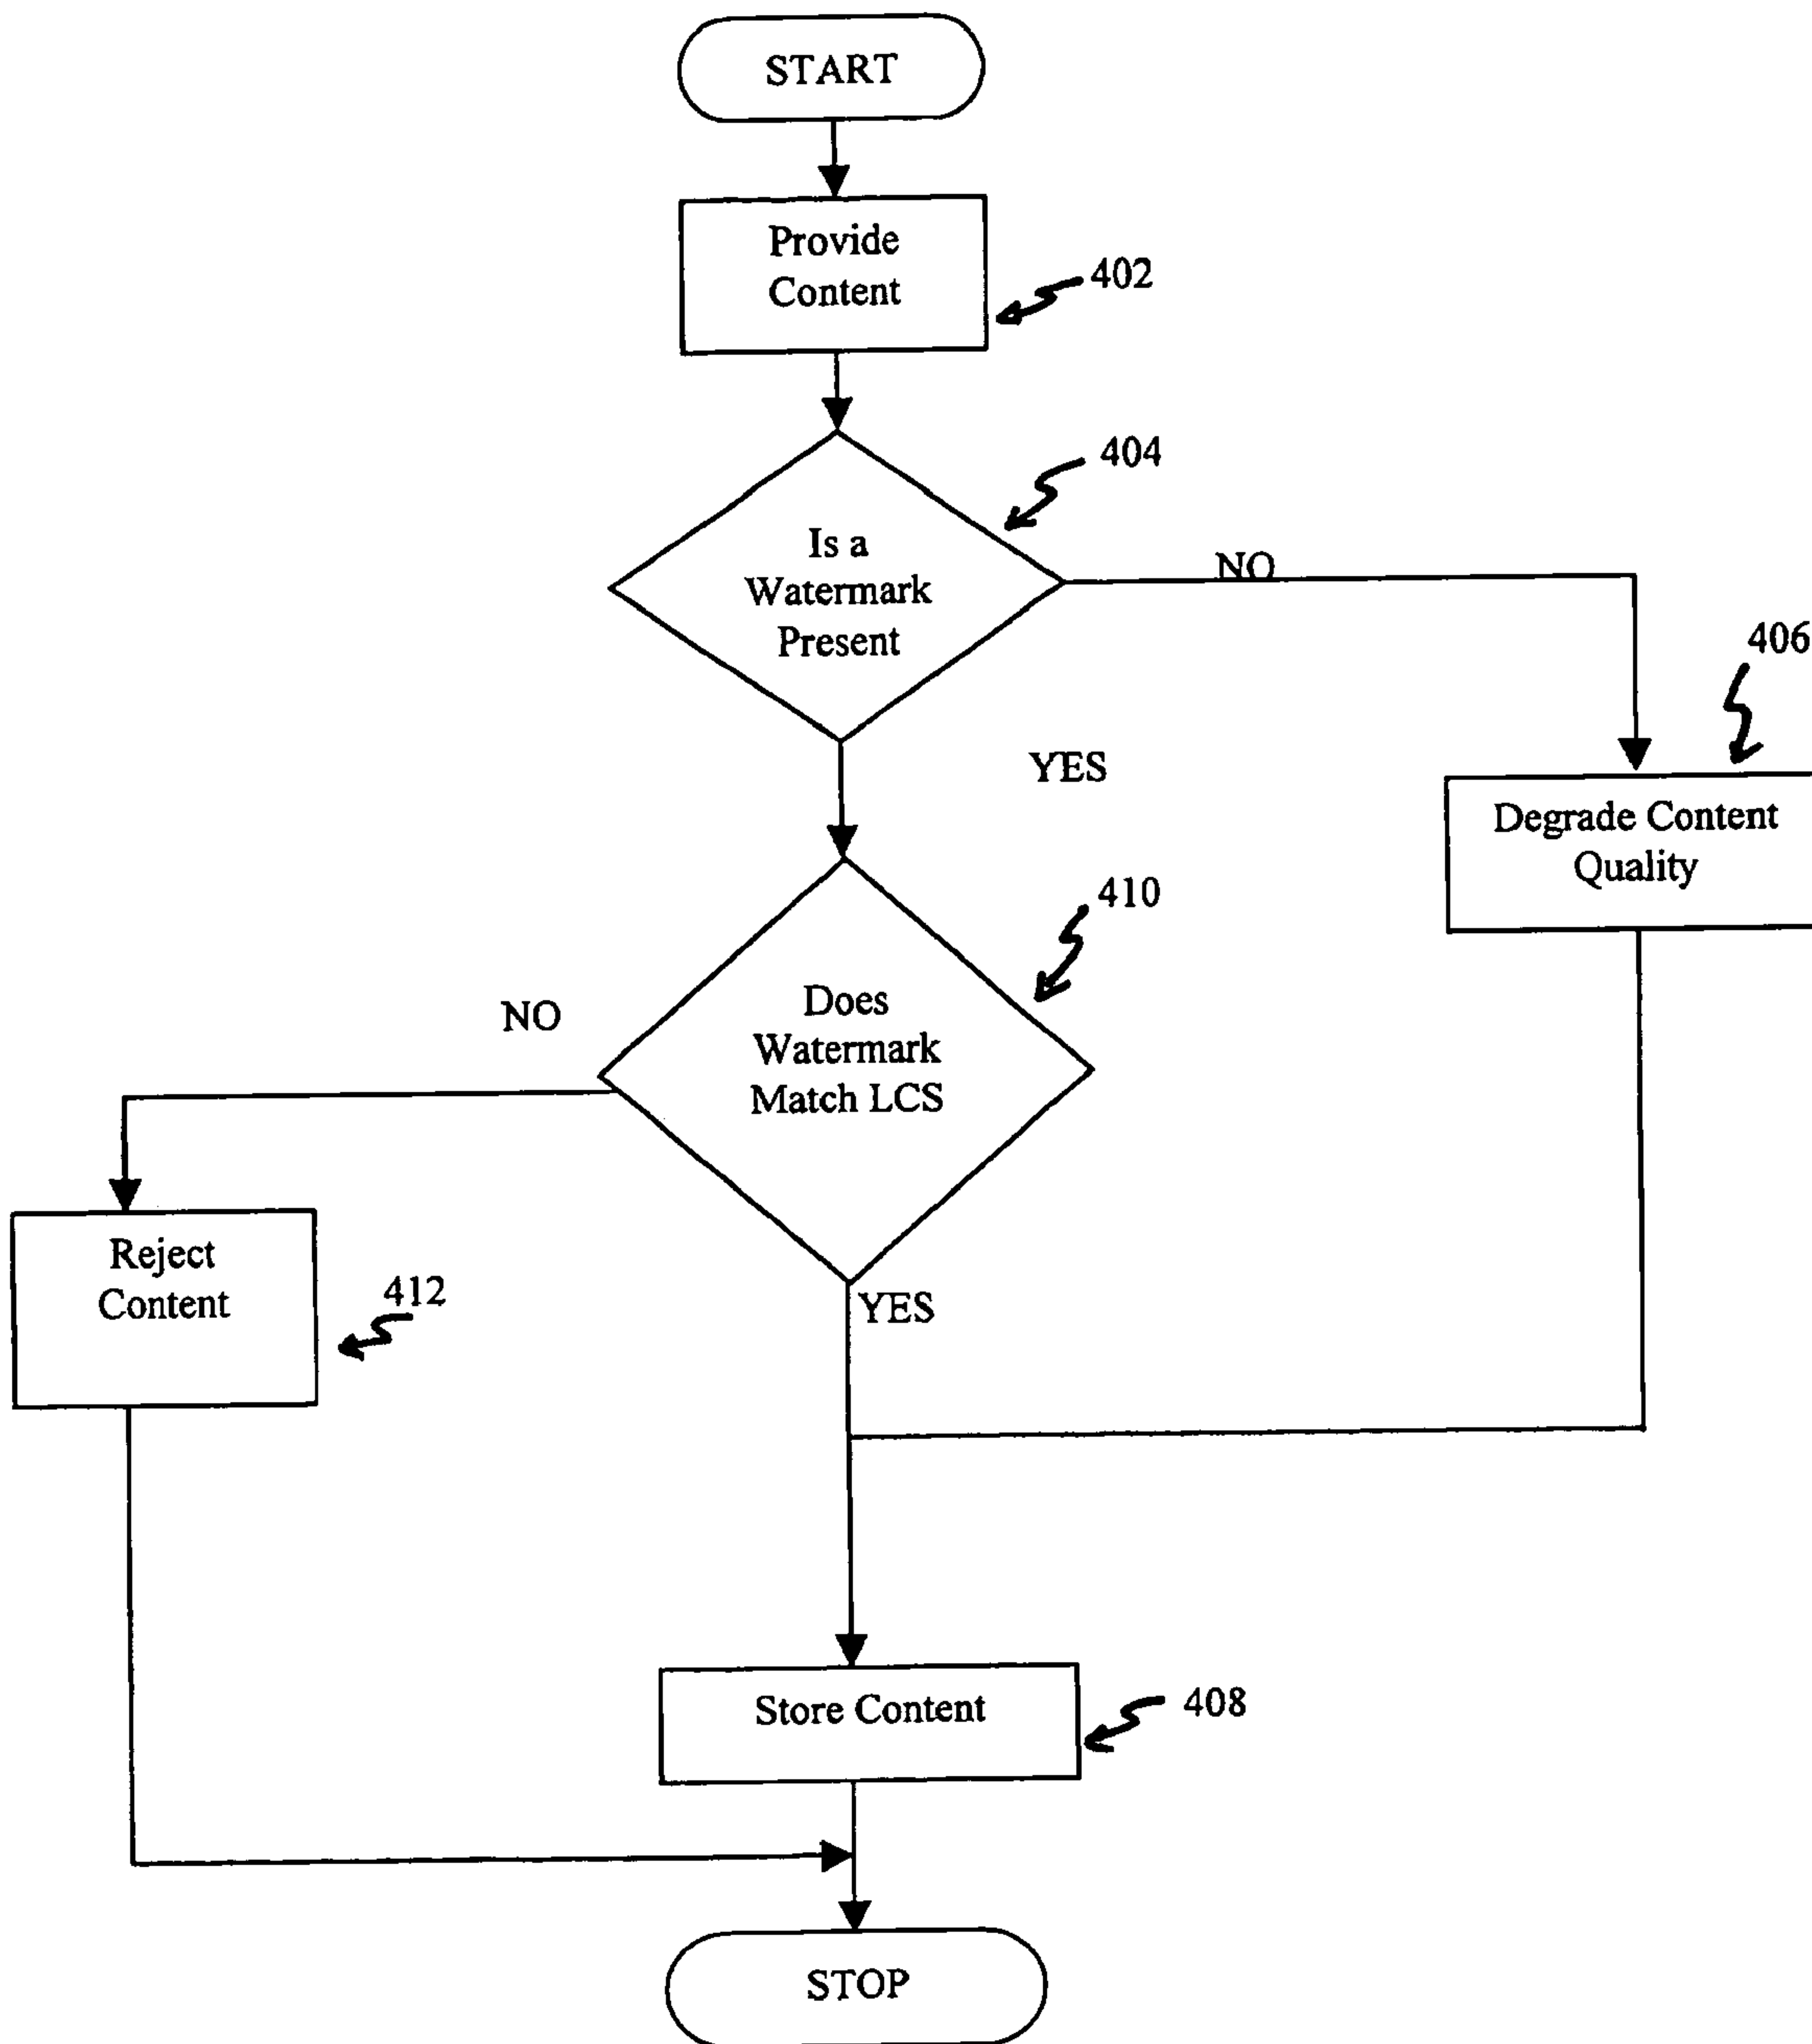 START
Provide
Content
402
404
Is a
Watermark
Present
NO
406
YES
Degrade Content
Quality
410
Does
Watermark
Match LCS
NO
Reject
Content
412
YES
Store Content
408
STOP